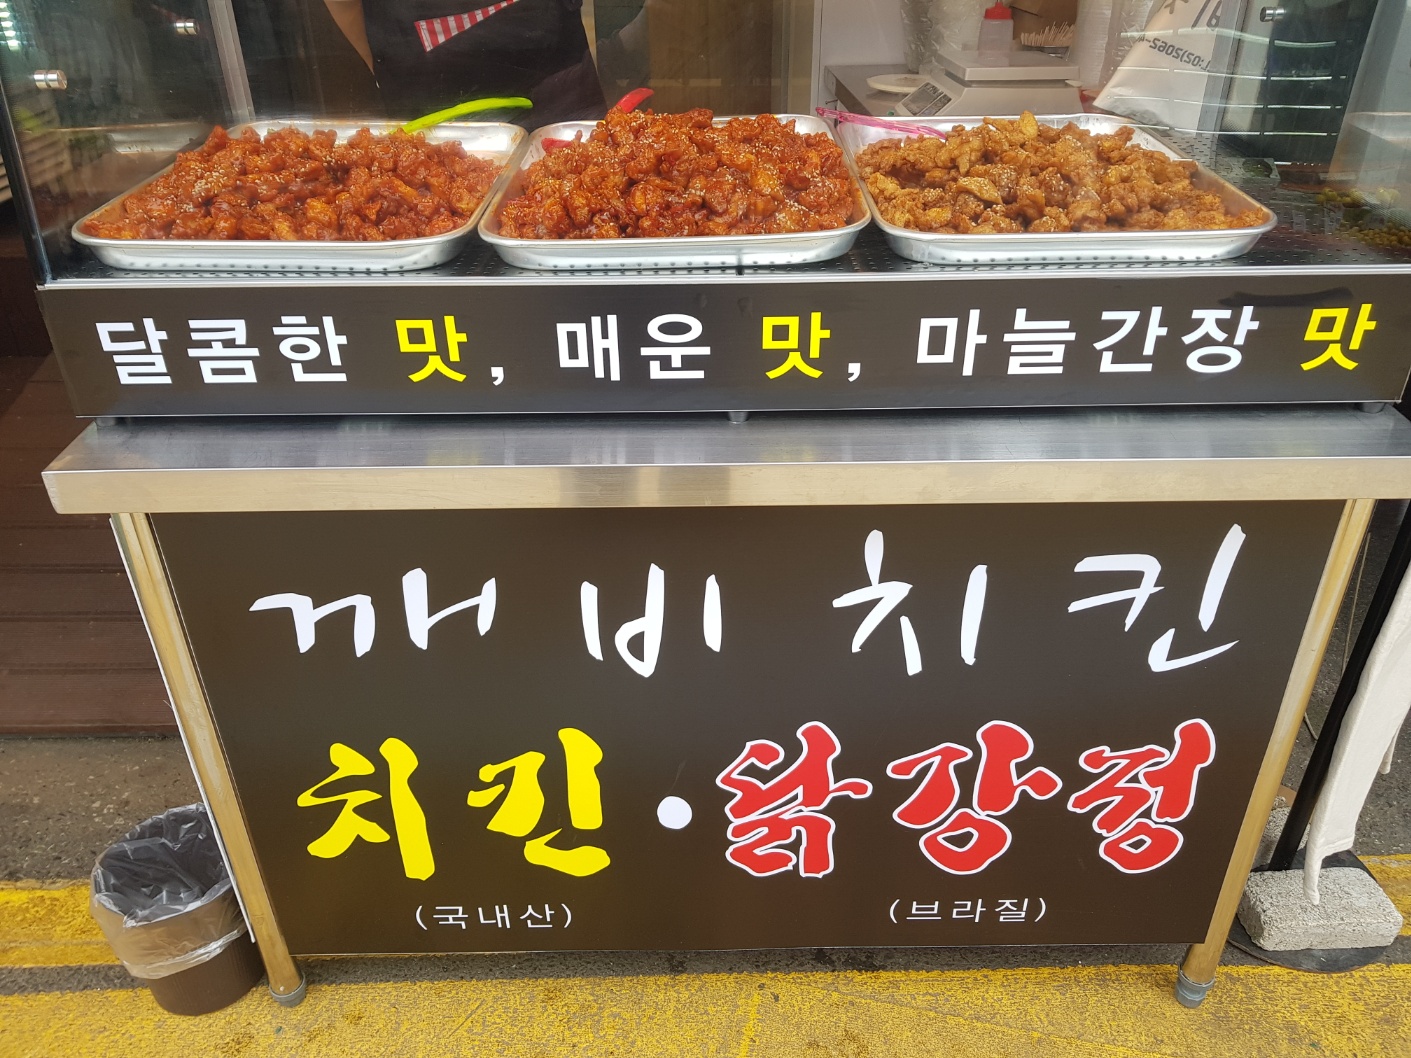 달콤한 맛, 매운 맛, 마늘간장 맛
깨비치킨
치킨 · 닭강정
(국내산) (브라질)